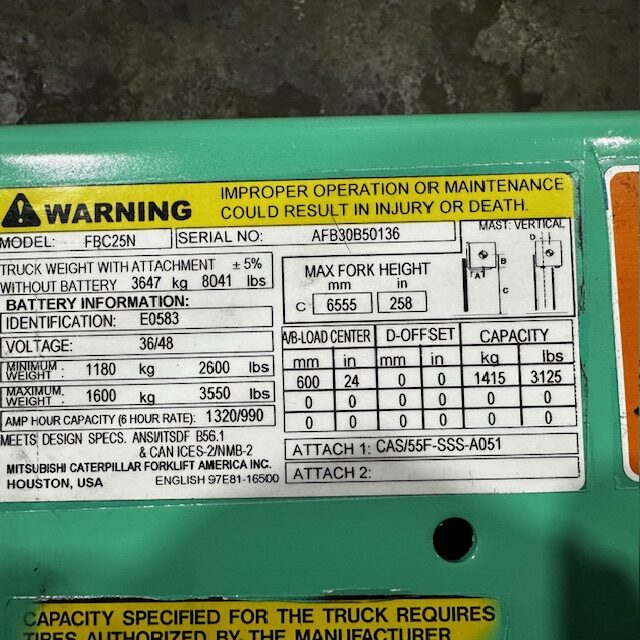 WARNING
IMPROPER OPERATION OR MAINTENANCE
COULD RESULT IN INJURY OR DEATH.
MODEL: FBC25N
SERIAL NO: AFB30B50136
MAST: VERTICAL
TRUCK WEIGHT WITH ATTACHMENT ± 5%
WITHOUT BATTERY 3647 kg 8041 lbs
BATTERY INFORMATION:
IDENTIFICATION: E0583
VOLTAGE: 36/48
MINIMUM WEIGHT: 1180 kg 2600 lbs
MAXIMUM WEIGHT: 1600 kg 3550 lbs
AMP HOUR CAPACITY (6 HOUR RATE): 1320/990
MEETS DESIGN SPECS. ANSI/ITSDF B56.1
& CAN ICES-2/NMB-2
MITSUBISHI CATERPILLAR FORKLIFT AMERICA INC.
HOUSTON, USA
ENGLISH 97E81-16500
MAX FORK HEIGHT
mm in
C 6555 258
D
A
B
C
A/B-LOAD CENTER D-OFFSET CAPACITY
mm in mm in kg lbs
600 24 0 0 1415 3125
0 0 0 0 0 0
0 0 0 0 0 0
ATTACH 1: CAS/55F-SSS-A051
ATTACH 2:
CAPACITY SPECIFIED FOR THE TRUCK REQUIRES
TIRES AUTHORIZED BY THE MANUFACTURER